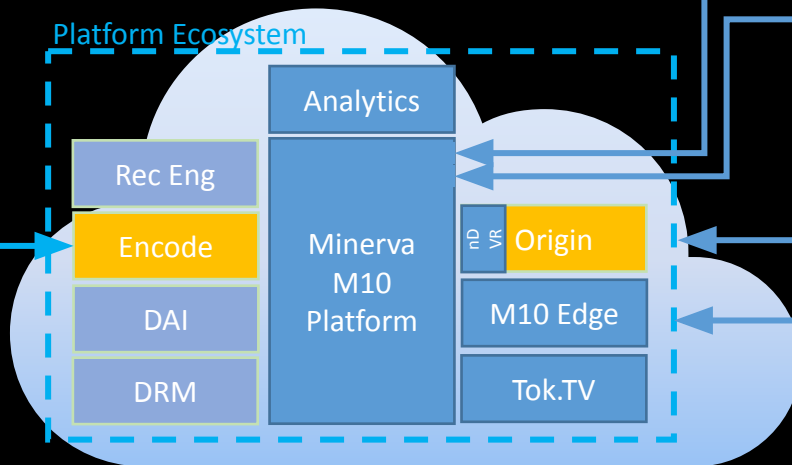 Platform Ecosystem
Analytics
Rec Eng
Encode
DAI
DRM
Minerva
M10
Platform
nD
VR
Origin
M10 Edge
Tok.TV